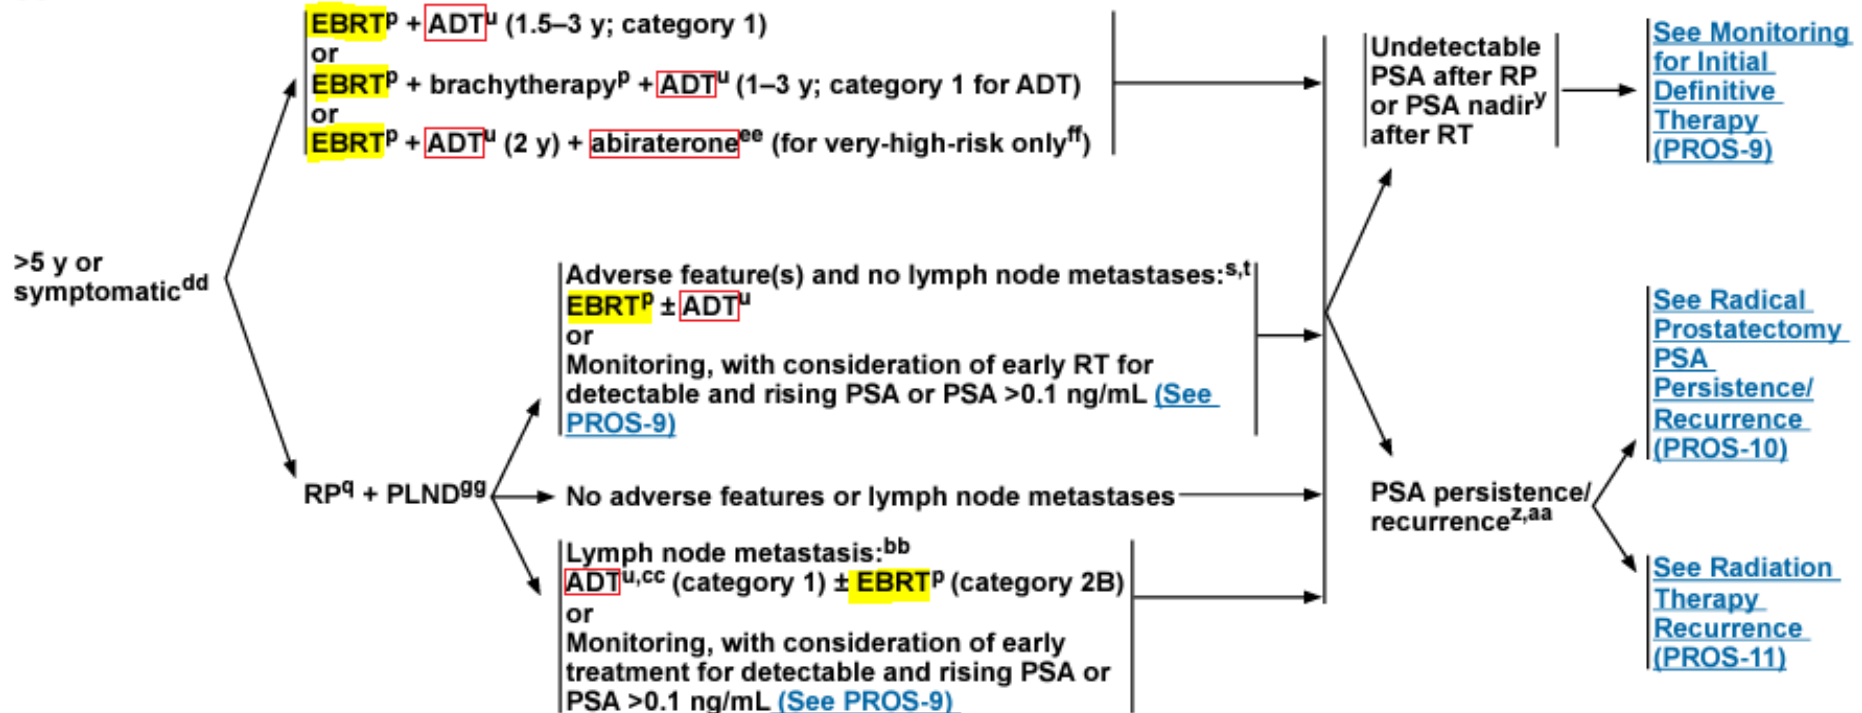 EBRTp + ADTu (1.5–3 y; category 1)
or
EBRTp + brachytherapyp + ADTu (1–3 y; category 1 for ADT)
or
EBRTp + ADTu (2 y) + abirateroneee (for very-high-risk onlyff)
>5 y or
symptomaticdd
Adverse feature(s) and no lymph node metastases:s,t
EBRTp ± ADTu
or
Monitoring, with consideration of early RT for
detectable and rising PSA or PSA >0.1 ng/mL (See
PROS-9)
RPq + PLNDgg
No adverse features or lymph node metastases
Lymph node metastasis:bb
ADTu,cc (category 1) ± EBRTp (category 2B)
or
Monitoring, with consideration of early
treatment for detectable and rising PSA or
PSA >0.1 ng/mL (See PROS-9)
Undetectable
PSA after RP
or PSA nadiry
after RT
See Monitoring
for Initial
Definitive
Therapy
(PROS-9)
PSA persistence/
recurrencez,aa
See Radical
Prostatectomy
PSA
Persistence/
Recurrence
(PROS-10)
See Radiation
Therapy
Recurrence
(PROS-11)